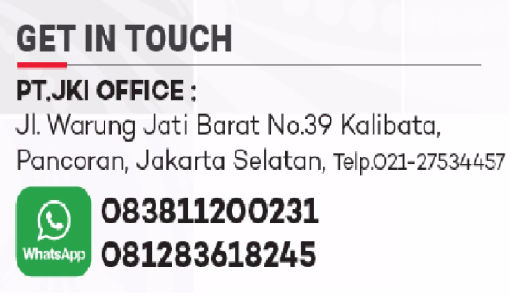 GET IN TOUCH
PT.JKI OFFICE :
Jl. Warung Jati Barat No.39 Kalibata,
Pancoran, Jakarta Selatan, Telp.021-27534457
WhatsApp
083811200231
081283618245